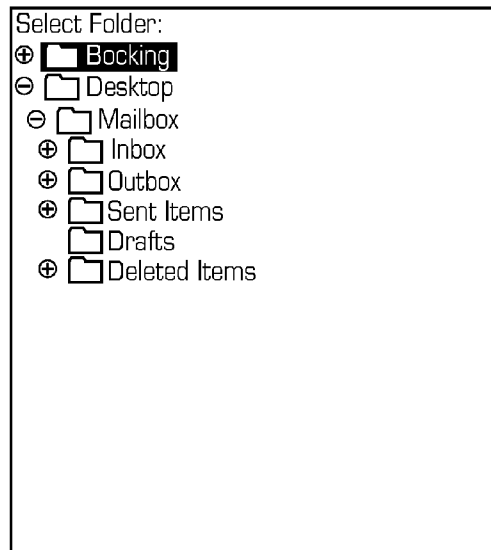 Select Folder:
Bocking
Desktop
Mailbox
Inbox
Outbox
Sent Items
Drafts
Deleted Items